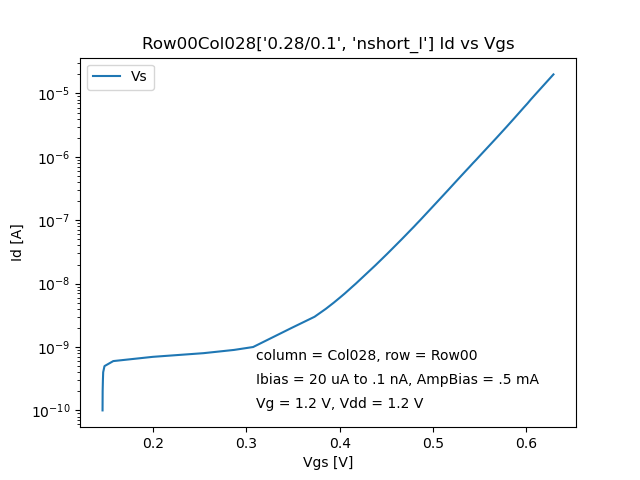 Row00Col028['0.28/0.1', 'nshort_l'] Id vs Vgs
Vs
10⁻⁵
10⁻⁶
10⁻⁷
10⁻⁸
10⁻⁹
10⁻¹⁰
Id [A]
column = Col028, row = Row00
Ibias = 20 uA to .1 nA, AmpBias = .5 mA
Vg = 1.2 V, Vdd = 1.2 V
0.2 0.3 0.4 0.5 0.6
Vgs [V]